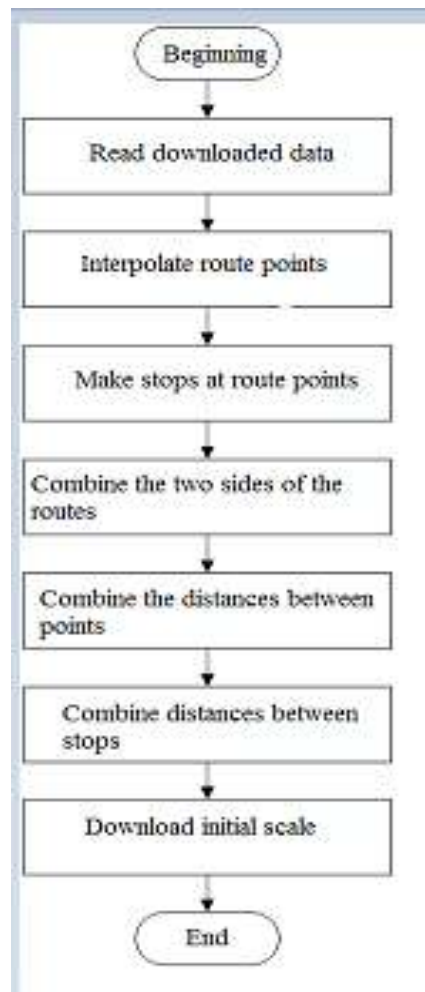 Beginning
Read downloaded data
Interpolate route points
Make stops at route points
Combine the two sides of the
routes
Combine the distances between
points
Combine distances between
stops
Download initial scale
End